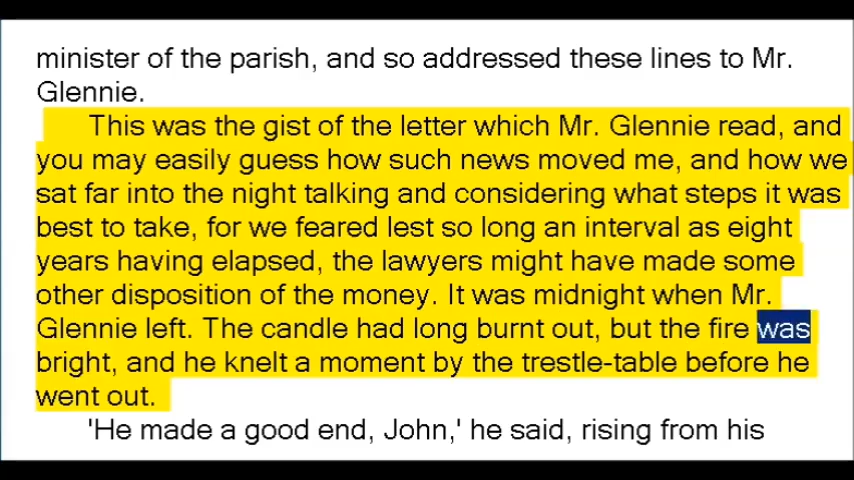 minister of the parish, and so addressed these lines to Mr.
Glennie.
This was the gist of the letter which Mr. Glennie read, and
you may easily guess how such news moved me, and how we
sat far into the night talking and considering what steps it was
best to take, for we feared lest so long an interval as eight
years having elapsed, the lawyers might have made some
other disposition of the money. It was midnight when Mr.
Glennie left. The candle had long burnt out, but the fire was
bright, and he knelt a moment by the trestle-table before he
went out.
'He made a good end, John,' he said, rising from his